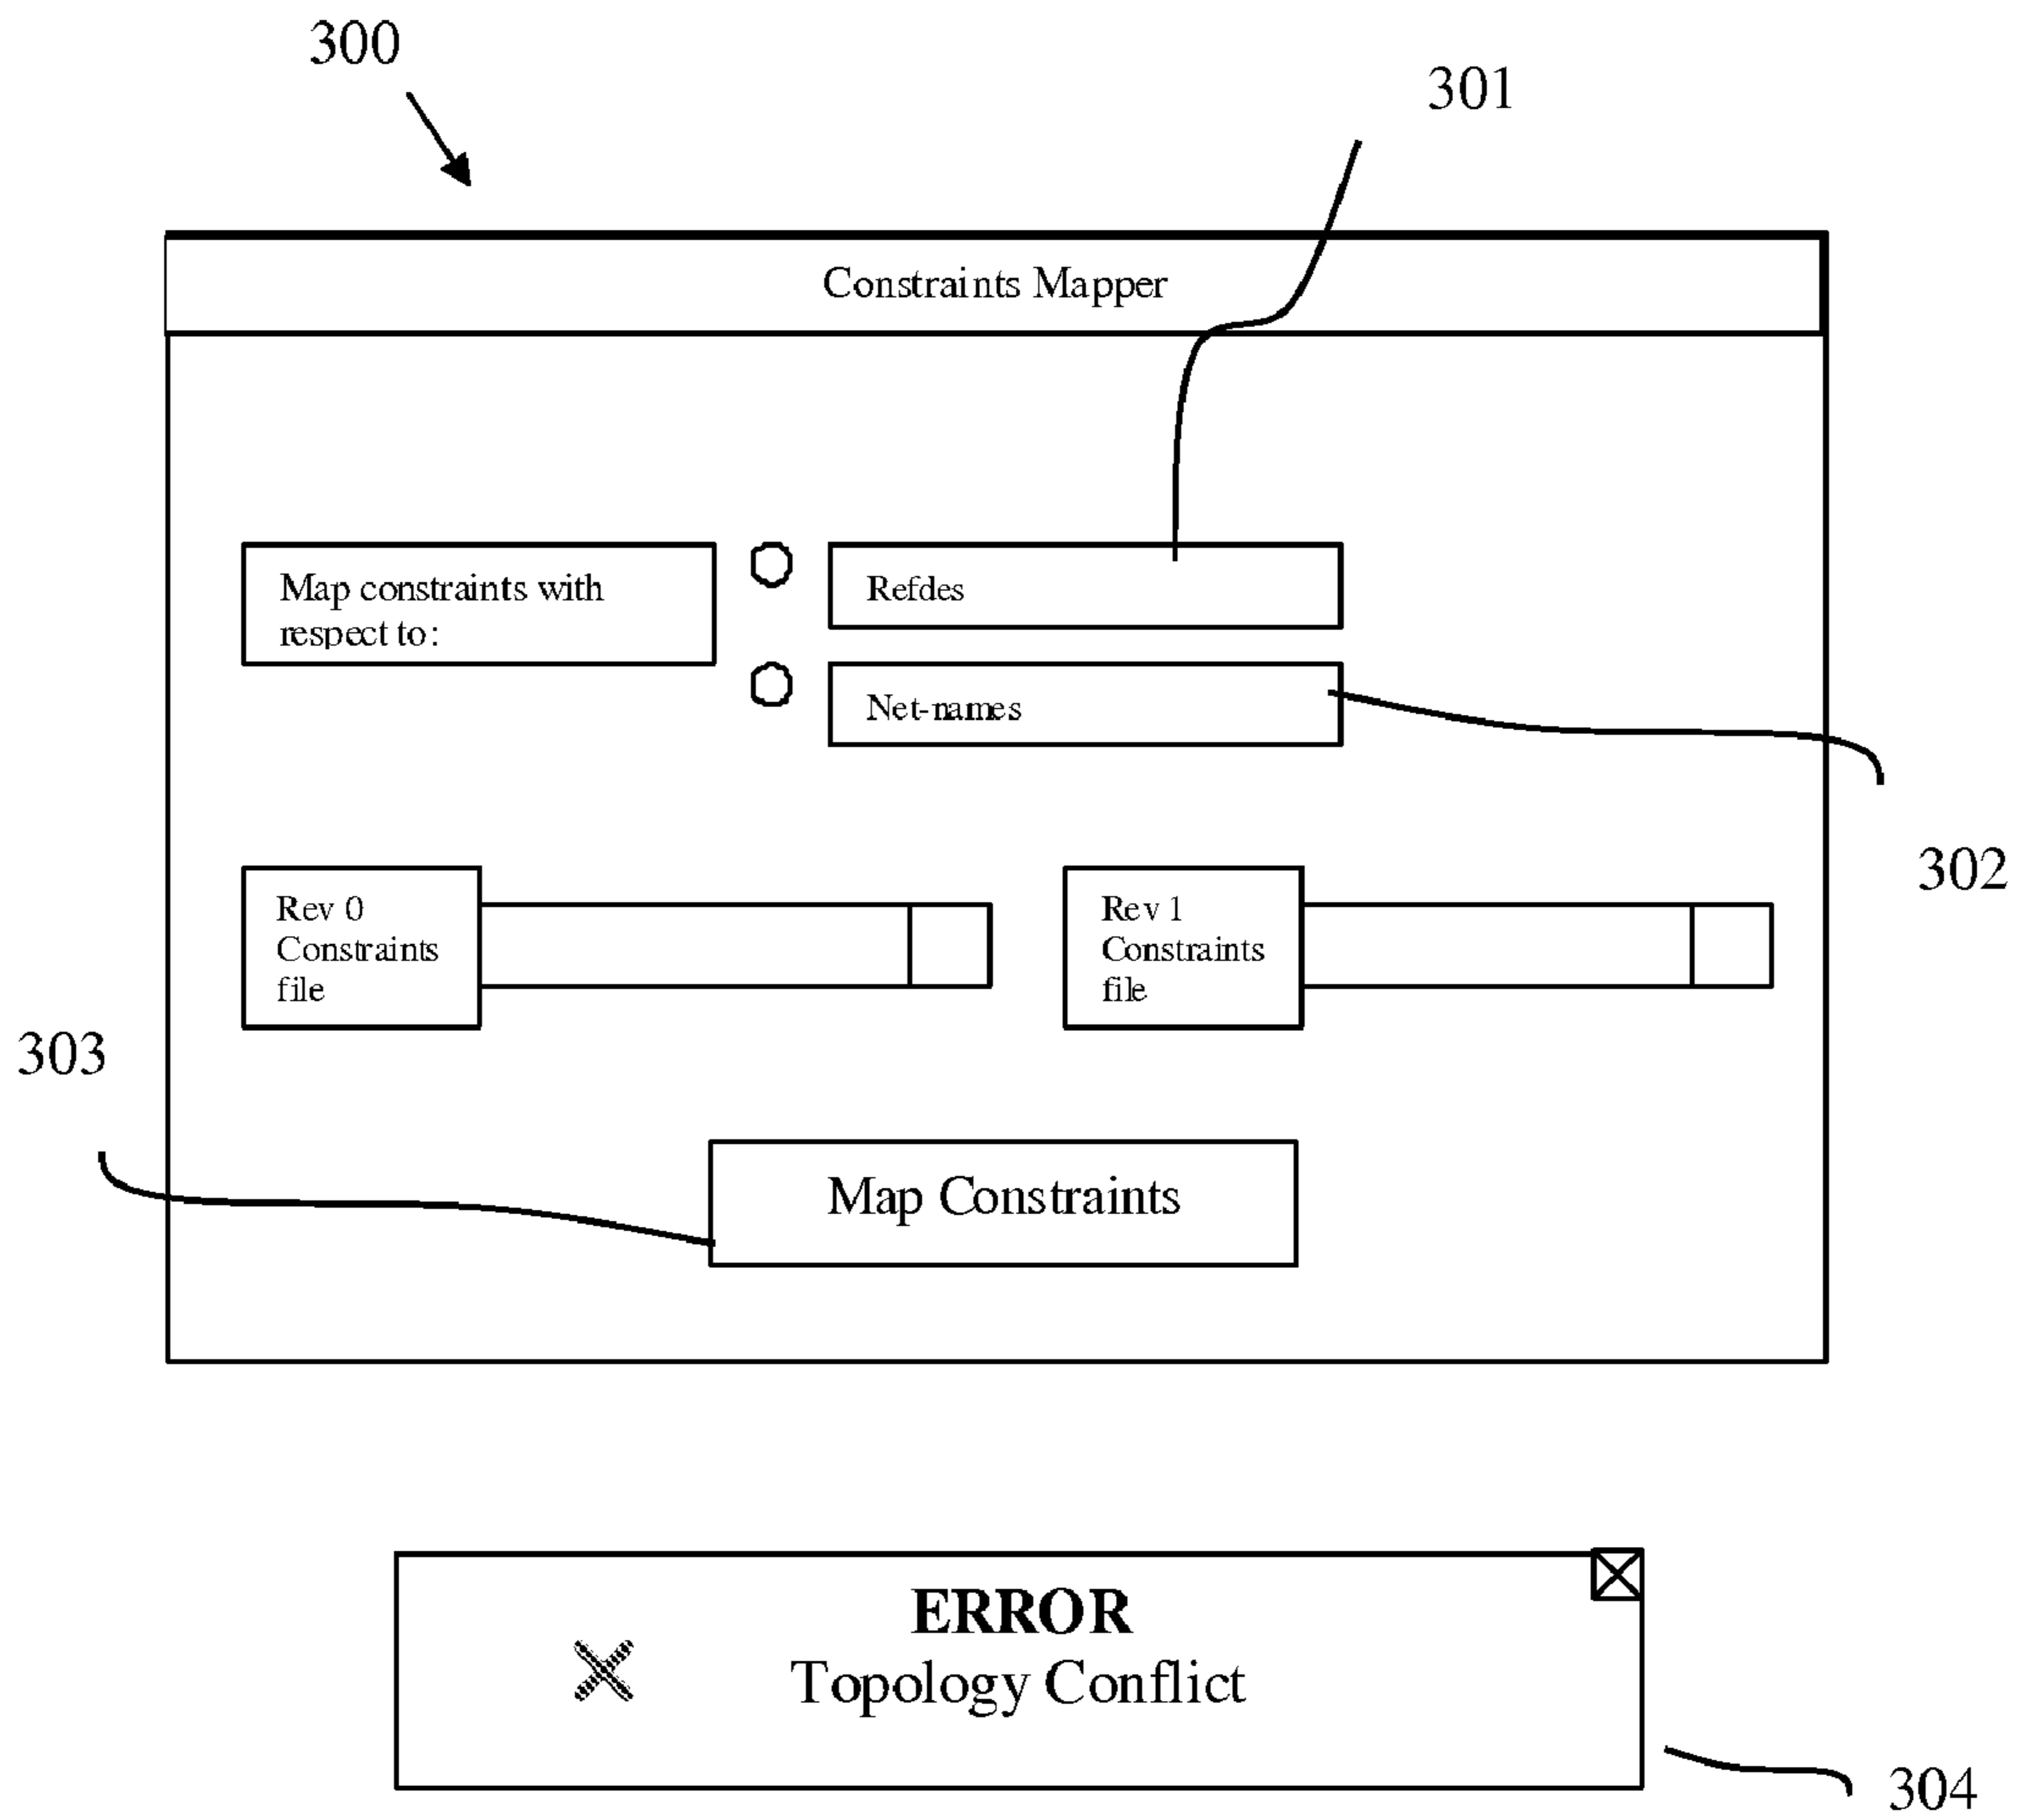 300
301
Constraints Mapper
Map constraints with
respect to:
Refdes
Net-names
302
Rev 0
Constraints
file
Rev 1
Constraints
file
303
Map Constraints
ERROR
Topology Conflict
304